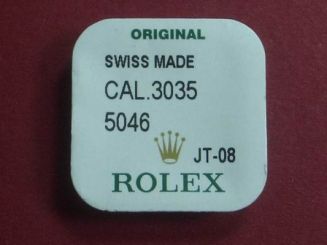 ORIGINAL
SWISS MADE
CAL.3035
5046
JT-08
ROLEX